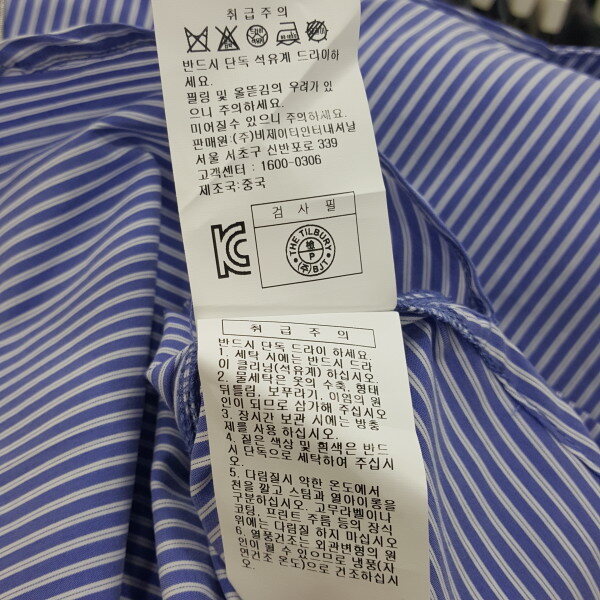 취급주의
반드시 단독 석유계 드라이하
세요.
필링 및 올뜯김의 우려가 있
으니 주의하세요.
미어질수 있으니 주의하세요.
판매원:(주)비제이티인터내셔널
서울 서초구 신반포로 339
고객센터 : 1600-0306
제조국:중국
검 사 필
THE TILBURY
檢
P
(주)BJT
취 급 주 의
반드시 단독 드라이 하세요.
1. 세탁 시에는 반드시 드라
이 클리닝(석유계) 하십시오
2. 물세탁은 옷의 수축, 형태
뒤틀림, 보푸라기, 이염의 원
인이 되므로 삼가해 주십시오
3. 장시간 보관 시에는 방충
제를 사용 하십시오.
4. 짙은 색상 및 흰색은 반드
시 단독으로 세탁하여 주십시
오.
5. 다림질시 약한 온도에서
천을 깔고 스팀과 열아이롱을
구분하십시오. 고무라벨이나
코팅, 프린트 주름 등의 장식
위에는 다림질 하지 마십시오
6. 열풍건조는 외관변형의 원
인이 될 수 있으므로 냉풍(자
연건조 온도)으로 건조하십시
오.